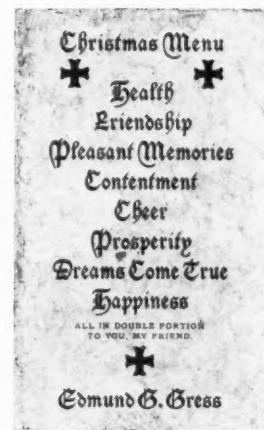 Christmas Menu
Health
Friendship
Pleasant Memories
Contentment
Cheer
Prosperity
Dreams Come True
Happiness
ALL IN DOUBLE PORTION
TO YOU, MY FRIEND.
Edmund G. Gress